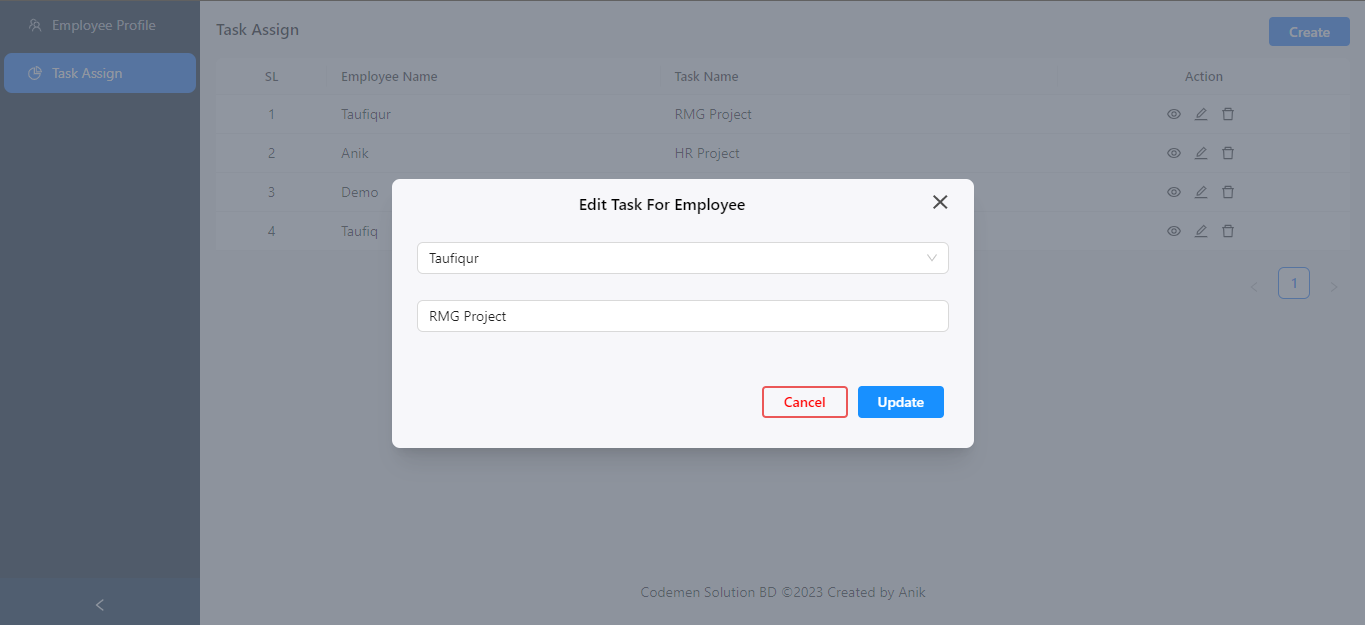 Employee Profile
Task Assign
Task Assign
Create
SL Employee Name Task Name Action
1 Taufiqur RMG Project
2 Anik HR Project
3 Demo
4 Taufiq
1
Edit Task For Employee
Taufiqur
RMG Project
Cancel Update
Codemen Solution BD ©2023 Created by Anik